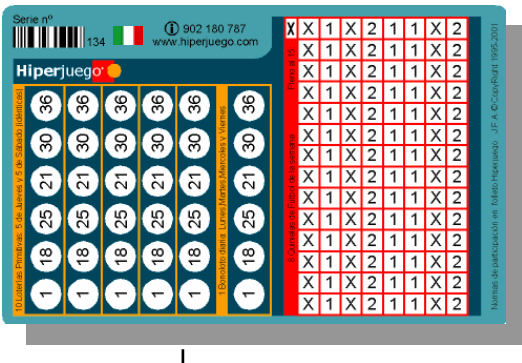 Serie nº
134
i 902 180 787
www.hiperjuego.com
Hiperjuego
10 Loterias Primitivas: 5 de Jueves y 5 de Sábado (idénticas)
36 36 36 36 36
30 30 30 30 30
21 21 21 21 21
25 25 25 25 25
18 18 18 18 18
1 1 1 1 1
1 Bonoloto diaria: Lunes,Martes,Miercoles y Viernes
36
30
21
25
18
1
Pleno al 15
8 Quinielas de Fútbol de la semana
X X 1 X 2 1 1 X 2
X 1 X 2 1 1 X 2
X 1 X 2 1 1 X 2
X 1 X 2 1 1 X 2
X 1 X 2 1 1 X 2
X 1 X 2 1 1 X 2
X 1 X 2 1 1 X 2
X 1 X 2 1 1 X 2
X 1 X 2 1 1 X 2
X 1 X 2 1 1 X 2
X 1 X 2 1 1 X 2
X 1 X 2 1 1 X 2
X 1 X 2 1 1 X 2
X 1 X 2 1 1 X 2
Normas de participación en: folleto Hiperjuego. J.F.A.©CopyRight 1995-2001